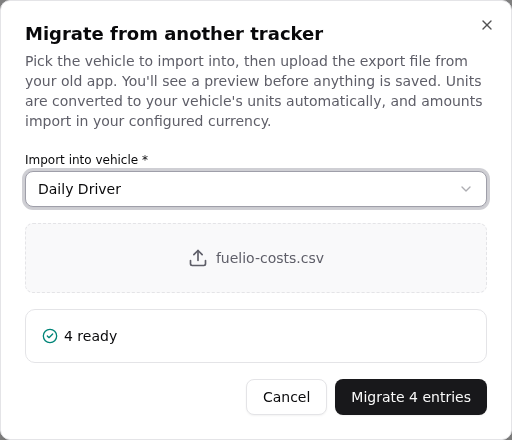 Migrate from another tracker
Pick the vehicle to import into, then upload the export file from
your old app. You'll see a preview before anything is saved. Units
are converted to your vehicle's units automatically, and amounts
import in your configured currency.
Import into vehicle *
Daily Driver
fuelio-costs.csv
4 ready
Cancel
Migrate 4 entries